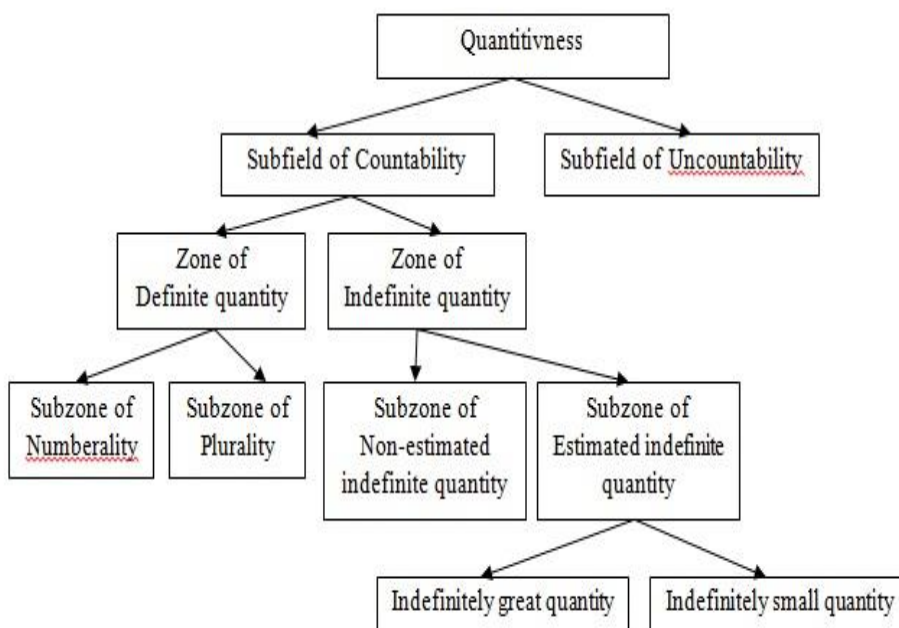 Quantitivness
Subfield of Countability
Subfield of Uncountability
Zone of
Definite quantity
Zone of
Indefinite quantity
Subzone of
Numberality
Subzone of
Plurality
Subzone of
Non-estimated
indefinite quantity
Subzone of
Estimated indefinite
quantity
Indefinitely great quantity
Indefinitely small quantity